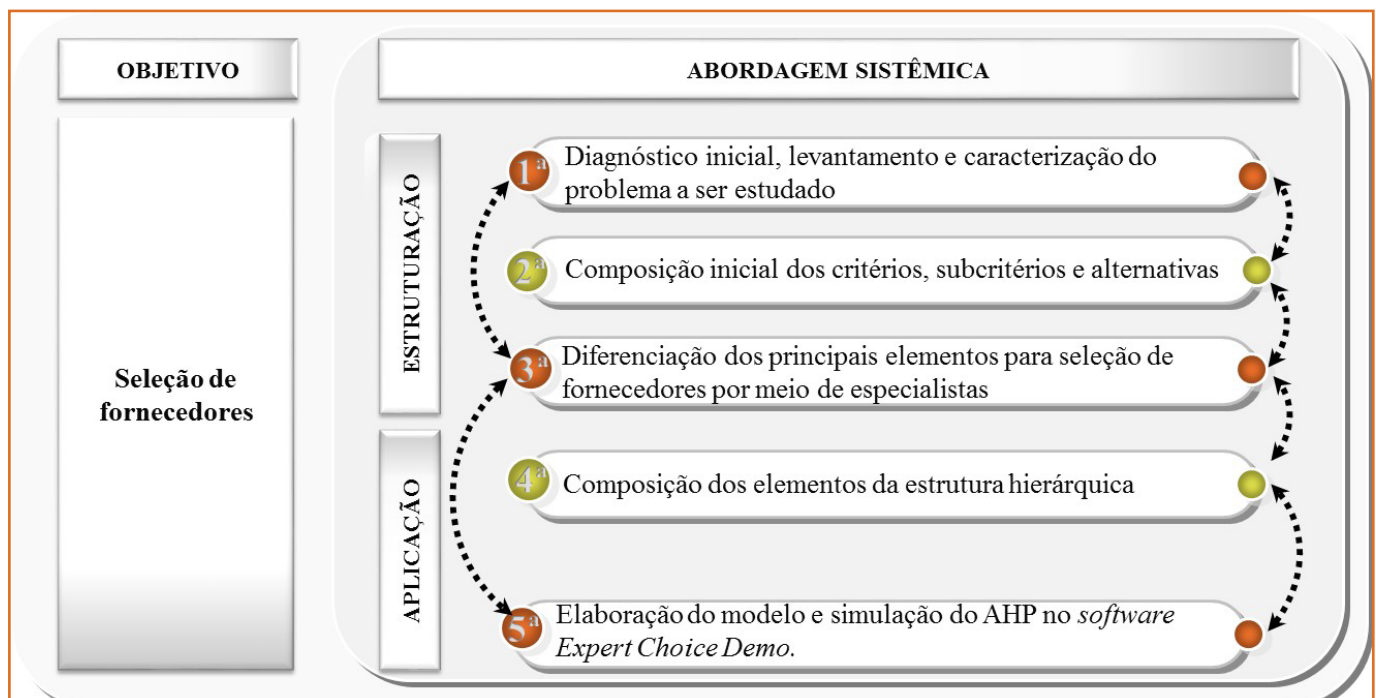 OBJETIVO
ABORDAGEM SISTÊMICA
Seleção de
fornecedores
ESTRUTURAÇÃO
1ª
Diagnóstico inicial, levantamento e caracterização do
problema a ser estudado
2ª
Composição inicial dos critérios, subcritérios e alternativas
3ª
Diferenciação dos principais elementos para seleção de
fornecedores por meio de especialistas
APLICAÇÃO
4ª
Composição dos elementos da estrutura hierárquica
5ª
Elaboração do modelo e simulação do AHP no software
Expert Choice Demo.